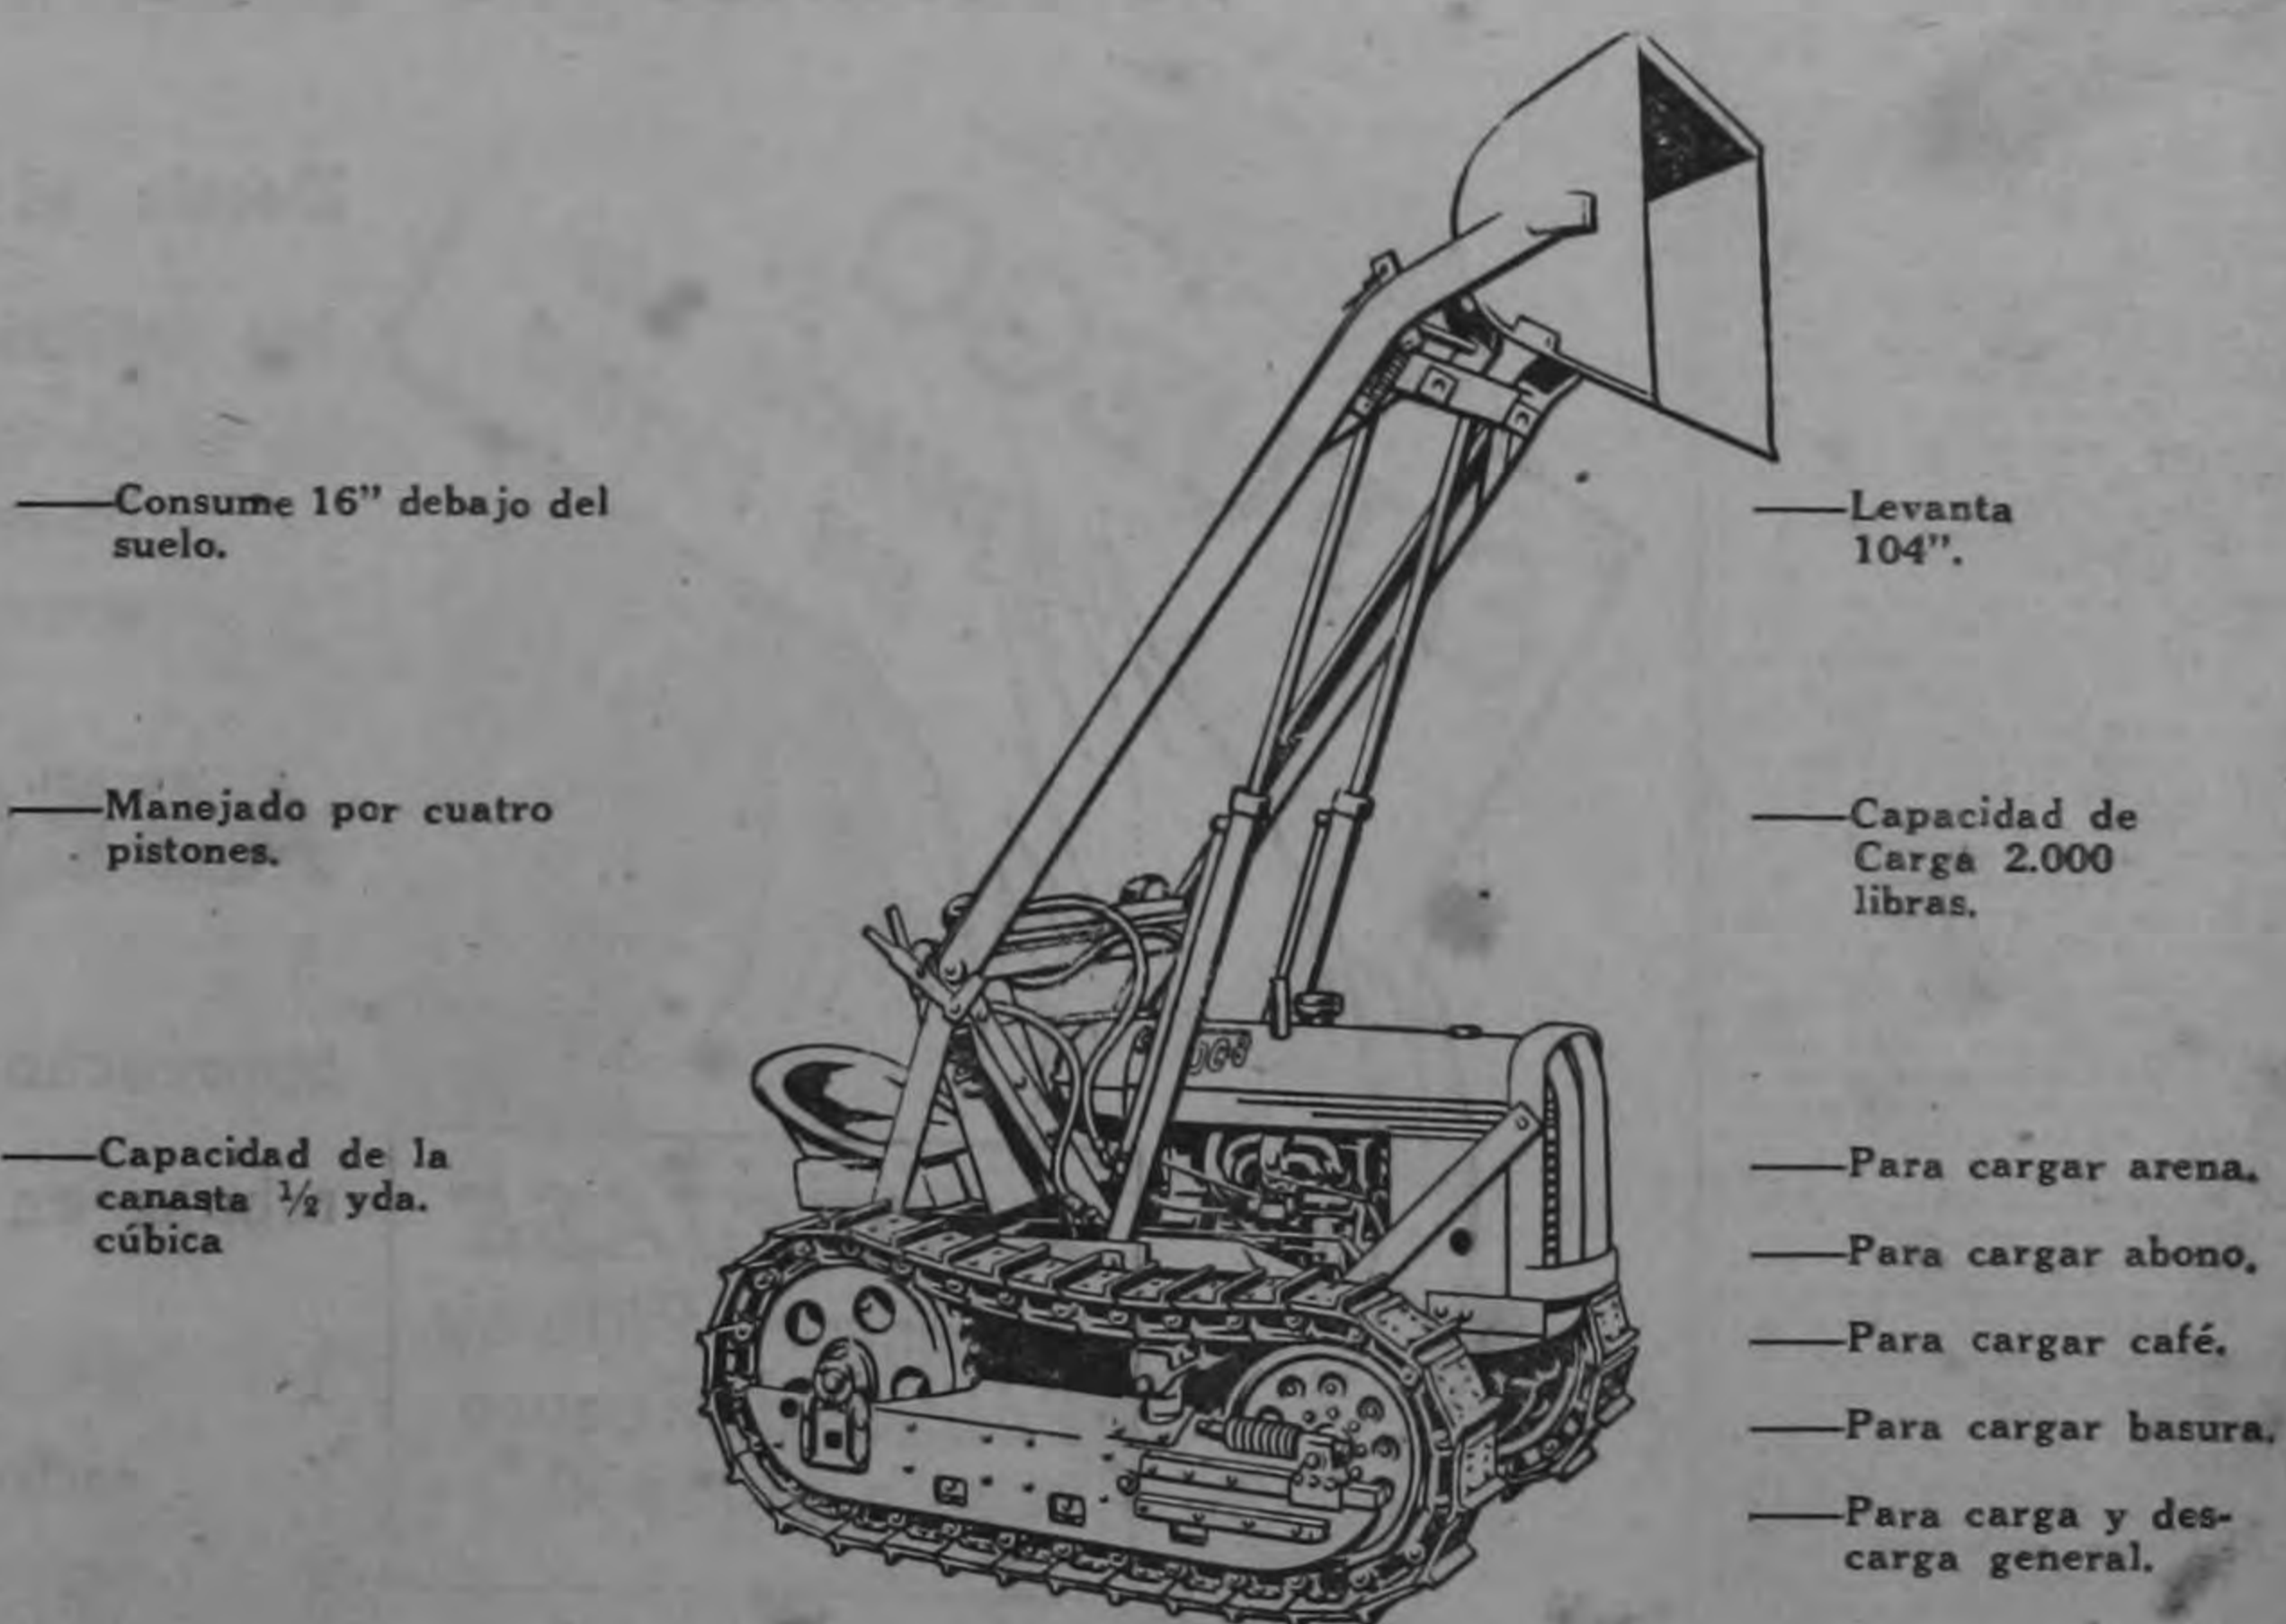 —Consume 16” debajo del
suelo.
—Manejado por cuatro
pistones.
—Capacidad de la
canasta ½ yda.
cúbica
—Levanta
104”.
—Capacidad de
Carga 2.000
libras.
—Para cargar arena.
—Para cargar abono.
—Para cargar café.
—Para cargar basura.
—Para carga y des-
carga general.